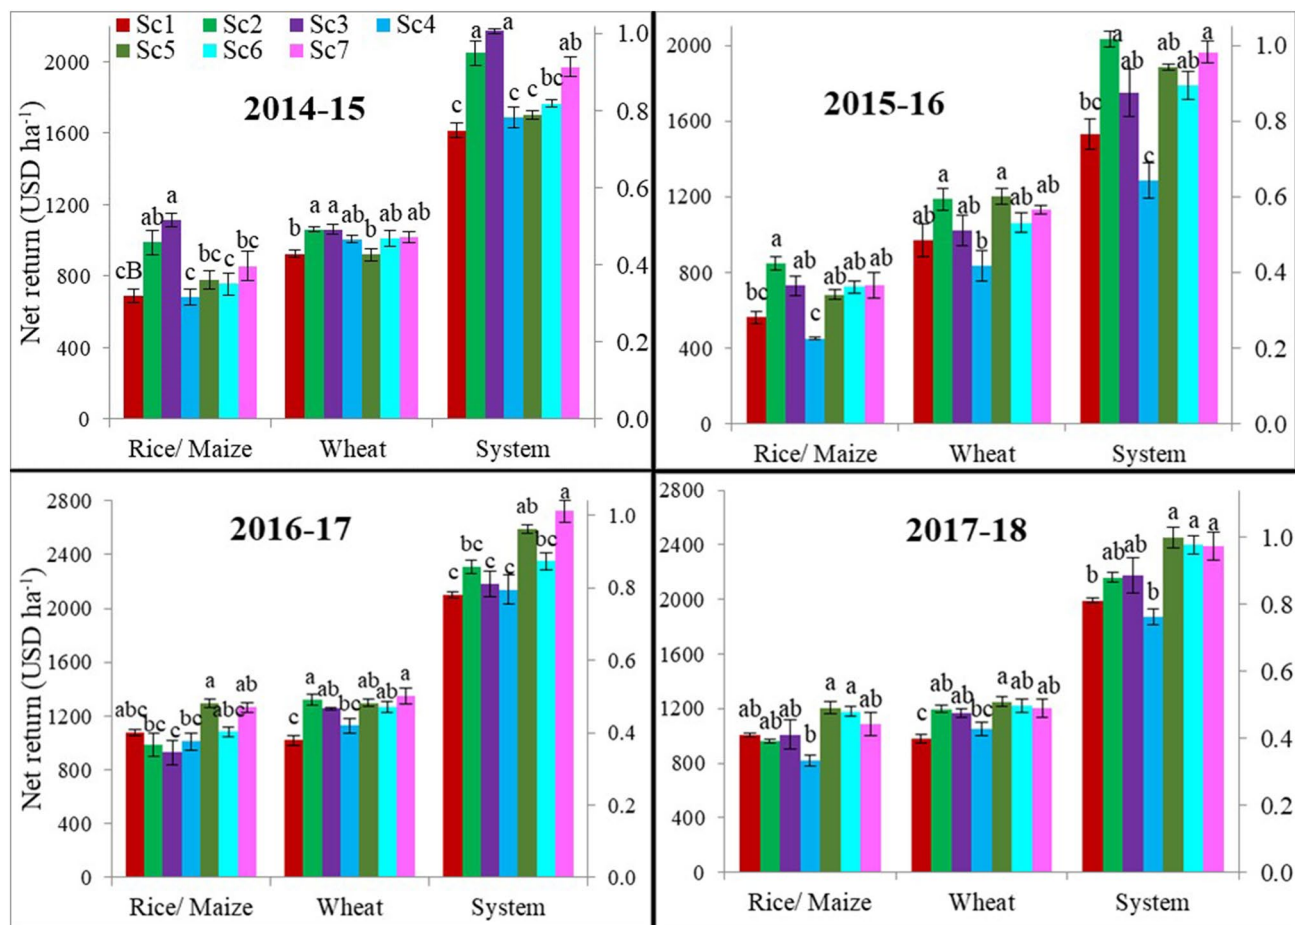 Sc1 Sc2 Sc3 Sc4
Sc5 Sc6 Sc7
2014-15
Net return (USD ha-1)
2000
1600
1200
800
400
0
1.0
0.8
0.6
0.4
0.2
0.0
cB ab a c bc c bc
b a a ab b ab ab
c a a c c bc ab
Rice/ Maize Wheat System
2015-16
2000
1600
1200
800
400
0
1.0
0.8
0.6
0.4
0.2
0.0
bc a ab c ab ab ab
ab a ab b a ab ab
bc a ab c ab ab a
Rice/ Maize Wheat System
2016-17
Net return (USD ha-1)
2800
2400
2000
1600
1200
800
400
0
1.0
0.8
0.6
0.4
0.2
0.0
abc bc c bc a abc ab
c a ab bc ab ab a
c bc c c ab bc a
Rice/ Maize Wheat System
2017-18
2800
2400
2000
1600
1200
800
400
0
1.0
0.8
0.6
0.4
0.2
0.0
ab ab ab b a a ab
c ab ab bc a ab ab
b ab ab b a a a
Rice/ Maize Wheat System